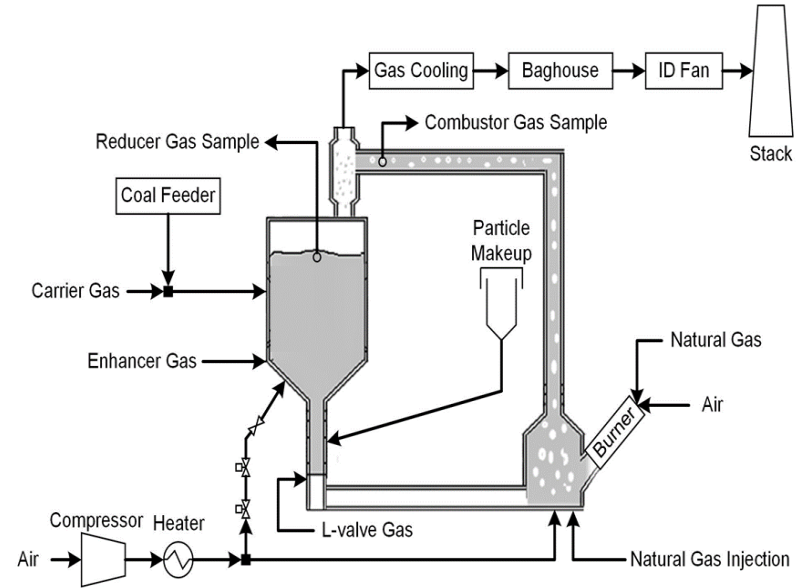 Gas Cooling
Baghouse
ID Fan
Stack
Combustor Gas Sample
Reducer Gas Sample
Coal Feeder
Particle
Makeup
Carrier Gas
Enhancer Gas
Natural Gas
Air
Burner
Compressor
Heater
L-valve Gas
Air
Natural Gas Injection